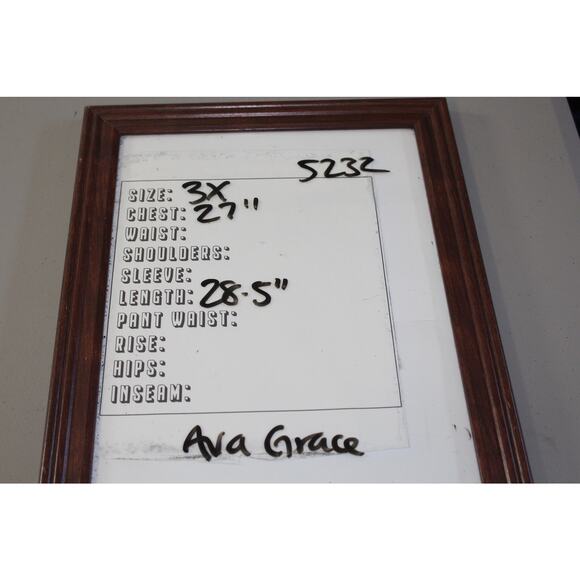 5232
SIZE: 3X
CHEST: 27"
WAIST:
SHOULDERS:
SLEEVE:
LENGTH: 28.5"
PANT WAIST:
RISE:
HIPS:
INSEAM:
Ava Grace